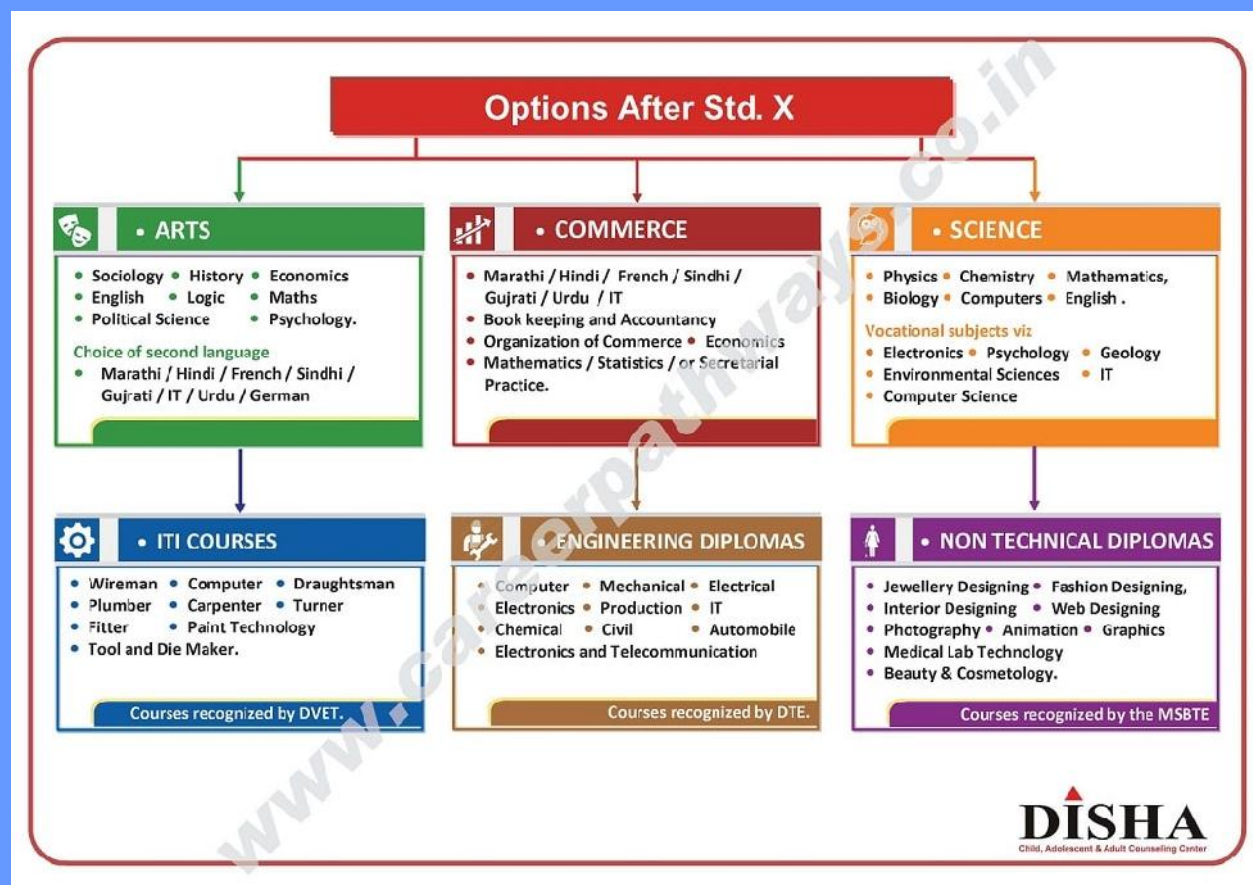 Options After Std. X
• ARTS
• Sociology • History • Economics
• English • Logic • Maths
• Political Science • Psychology.
Choice of second language
• Marathi / Hindi / French / Sindhi /
Gujrati / IT / Urdu / German
• COMMERCE
• Marathi / Hindi / French / Sindhi /
Gujrati / Urdu / IT
• Book keeping and Accountancy
• Organization of Commerce • Economics
• Mathematics / Statistics / or Secretarial
Practice.
• SCIENCE
• Physics • Chemistry • Mathematics,
• Biology • Computers • English .
Vocational subjects viz
• Electronics • Psychology • Geology
• Environmental Sciences • IT
• Computer Science
• ITI COURSES
• Wireman • Computer • Draughtsman
• Plumber • Carpenter • Turner
• Fitter • Paint Technology
• Tool and Die Maker.
Courses recognized by DVET.
• ENGINEERING DIPLOMAS
• Computer • Mechanical • Electrical
• Electronics • Production • IT
• Chemical • Civil • Automobile
• Electronics and Telecommunication
Courses recognized by DTE.
• NON TECHNICAL DIPLOMAS
• Jewellery Designing • Fashion Designing,
• Interior Designing • Web Designing
• Photography • Animation • Graphics
• Medical Lab Technology
• Beauty & Cosmetology.
Courses recognized by the MSBTE
www.careerpathways.co.in
DISHA
Child, Adolescent & Adult Counseling Center